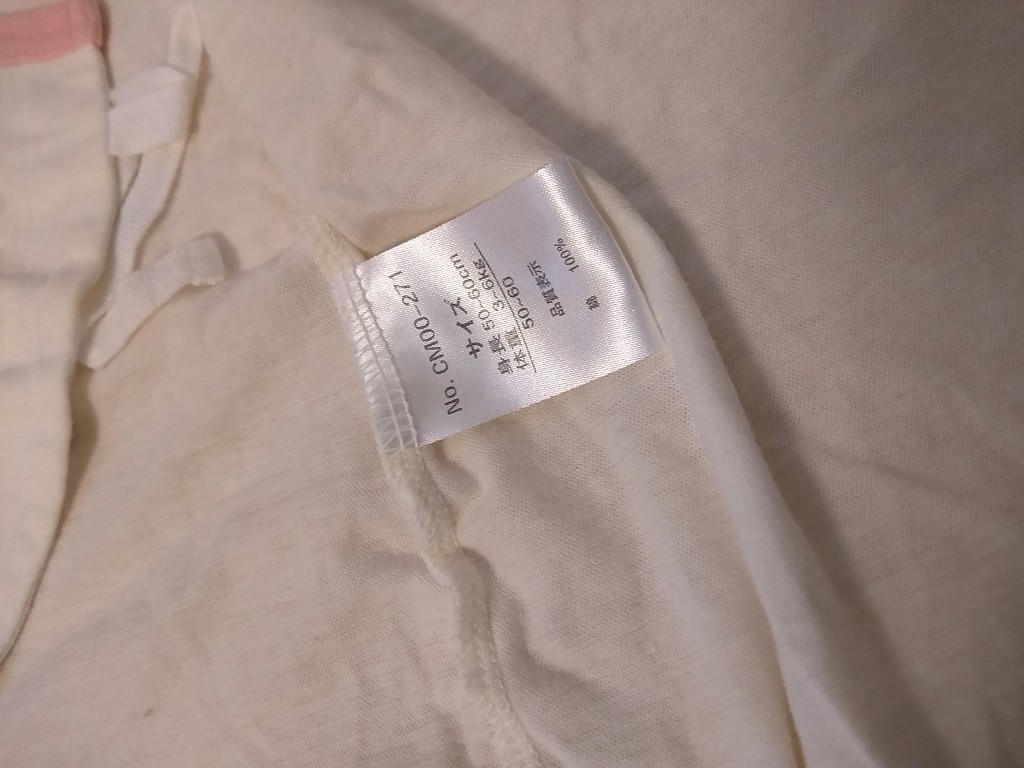 No. CM00-271
サイズ
身長 50-60cm
体重 3-6kg
50~60
品質表示
綿 100%